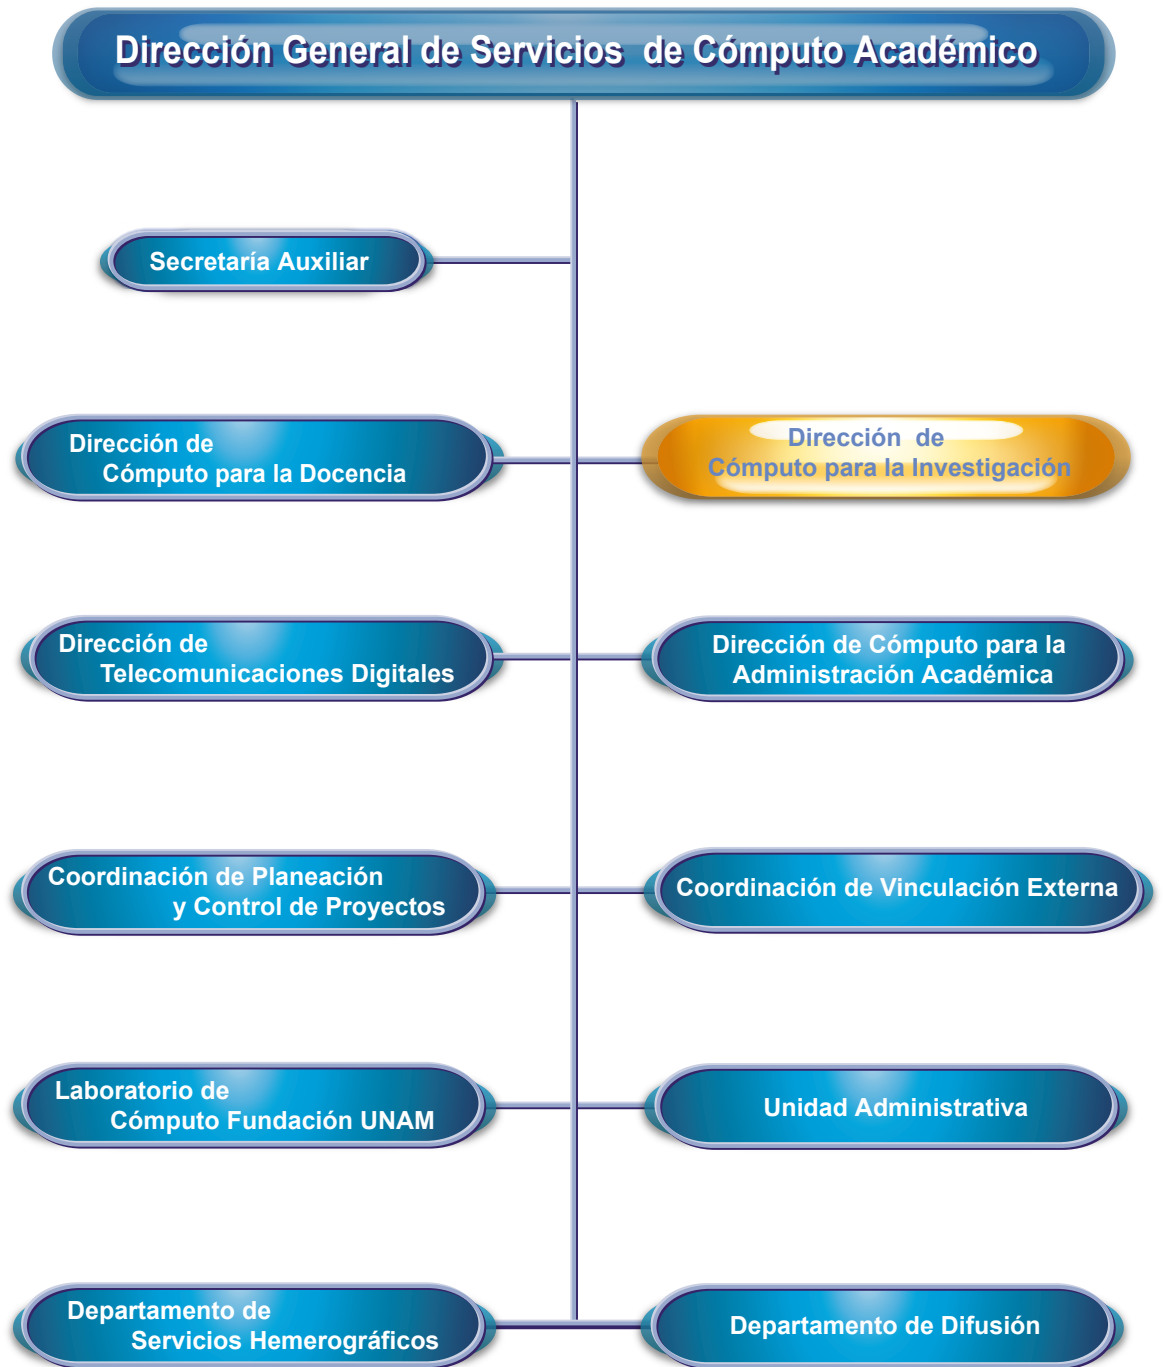 Dirección General de Servicios de Cómputo Académico
Secretaría Auxiliar
Dirección de
Cómputo para la Docencia
Dirección de
Cómputo para la Investigación
Dirección de
Telecomunicaciones Digitales
Dirección de Cómputo para la
Administración Académica
Coordinación de Planeación
y Control de Proyectos
Coordinación de Vinculación Externa
Laboratorio de
Cómputo Fundación UNAM
Unidad Administrativa
Departamento de
Servicios Hemerográficos
Departamento de Difusión